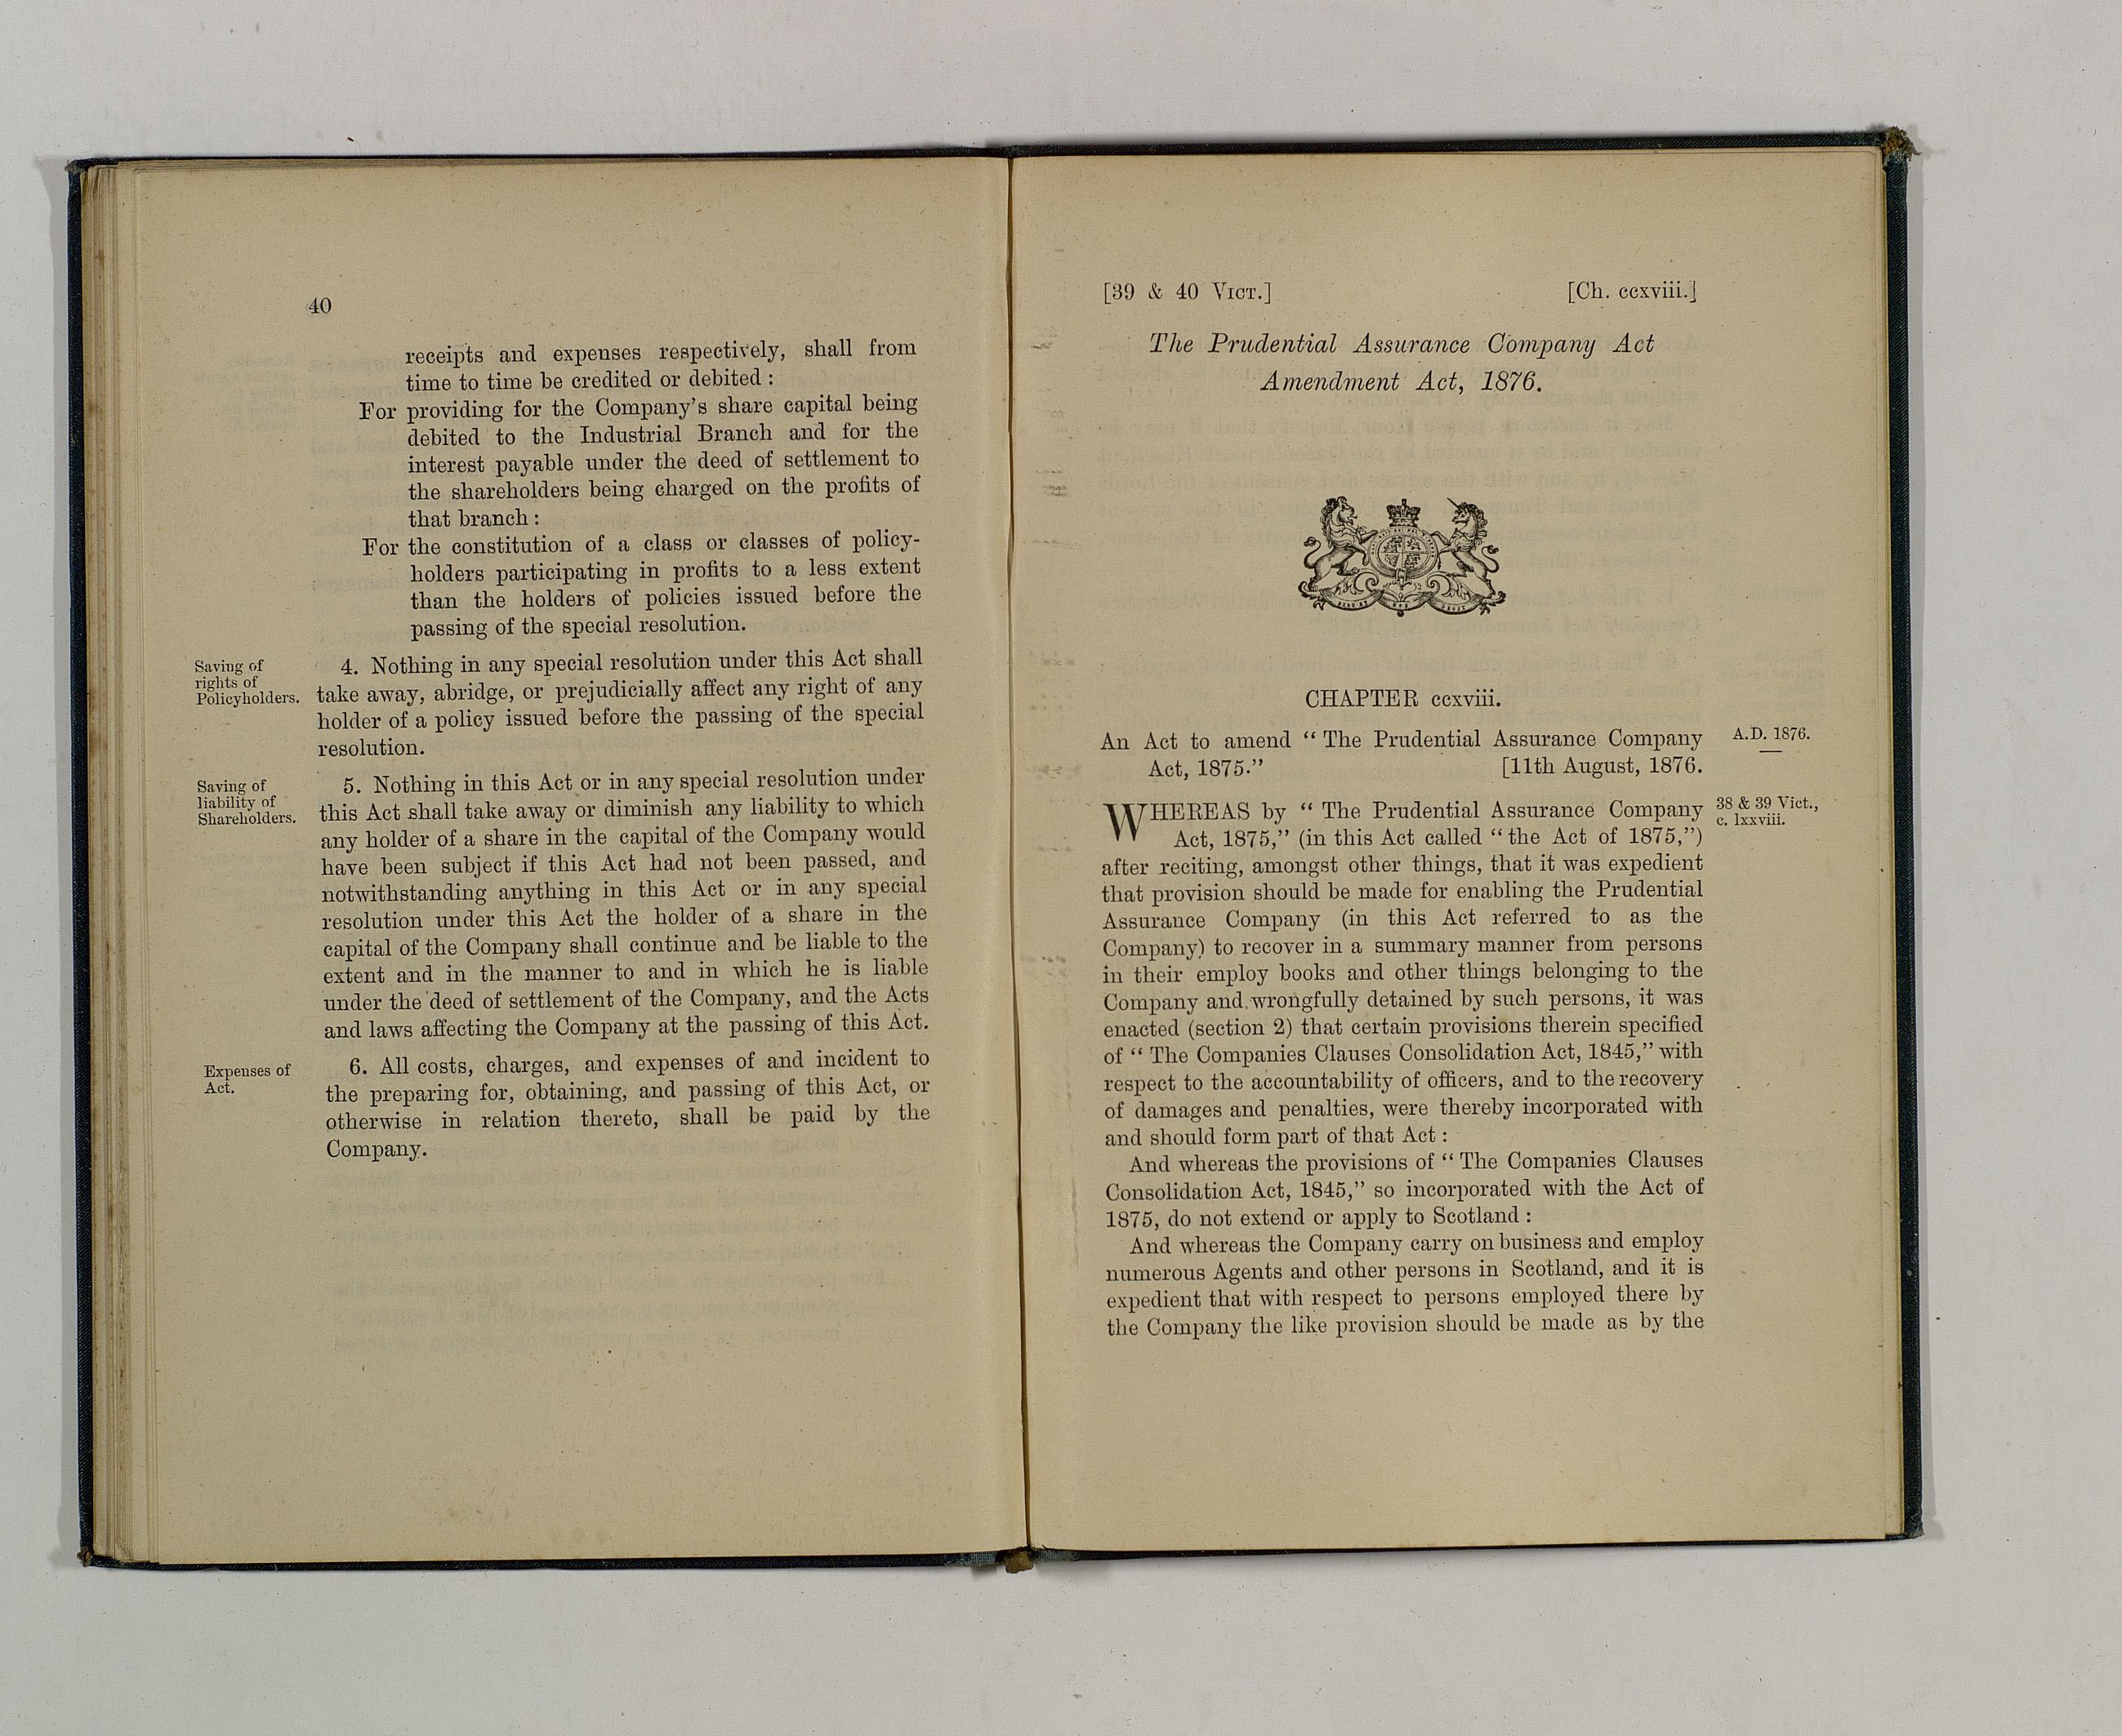 40
receipts and expenses respectively, shall from
time to time be credited or debited :
For providing for the Company's share capital being
debited to the Industrial Branch and for the
interest payable under the deed of settlement to
the shareholders being charged on the profits of
that branch :
For the constitution of a class or classes of policy-
holders participating in profits to a less extent
than the holders of policies issued before the
passing of the special resolution.
Saving of
rights of
Policyholders.
4. Nothing in any special resolution under this Act shall
take away, abridge, or prejudicially affect any right of any
holder of a policy issued before the passing of the special
resolution.
Saving of
liability of
Shareholders.
5. Nothing in this Act or in any special resolution under
this Act shall take away or diminish any liability to which
any holder of a share in the capital of the Company would
have been subject if this Act had not been passed, and
notwithstanding anything in this Act or in any special
resolution under this Act the holder of a share in the
capital of the Company shall continue and be liable to the
extent and in the manner to and in which he is liable
under the deed of settlement of the Company, and the Acts
and laws affecting the Company at the passing of this Act.
Expenses of
Act.
6. All costs, charges, and expenses of and incident to
the preparing for, obtaining, and passing of this Act, or
otherwise in relation thereto, shall be paid by the
Company.
[39 & 40 VICT.] [Ch. ccxviii.]
The Prudential Assurance Company Act
Amendment Act, 1876.
CHAPTER ccxviii.
An Act to amend “ The Prudential Assurance Company
Act, 1875.” [11th August, 1876.
A.D. 1876.
WHEREAS by “ The Prudential Assurance Company
Act, 1875,” (in this Act called “ the Act of 1875,”)
38 & 39 Vict.,
c. lxxviii.
after reciting, amongst other things, that it was expedient
that provision should be made for enabling the Prudential
Assurance Company (in this Act referred to as the
Company) to recover in a summary manner from persons
in their employ books and other things belonging to the
Company and wrongfully detained by such persons, it was
enacted (section 2) that certain provisions therein specified
of “ The Companies Clauses Consolidation Act, 1845,” with
respect to the accountability of officers, and to the recovery
of damages and penalties, were thereby incorporated with
and should form part of that Act :
And whereas the provisions of “ The Companies Clauses
Consolidation Act, 1845,” so incorporated with the Act of
1875, do not extend or apply to Scotland :
And whereas the Company carry on business and employ
numerous Agents and other persons in Scotland, and it is
expedient that with respect to persons employed there by
the Company the like provision should be made as by the